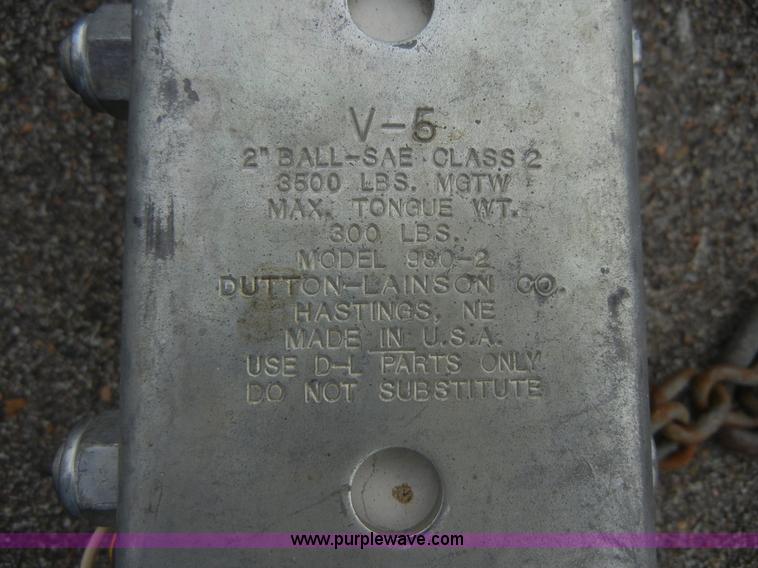 V-5
2" BALL-SAE CLASS 2
3500 LBS. MGTW
MAX. TONGUE WT.
300 LBS.
MODEL 980-2
DUTTON-LAINSON CO.
HASTINGS, NE
MADE IN U.S.A.
USE D-L PARTS ONLY
DO NOT SUBSTITUTE
www.purplewave.com